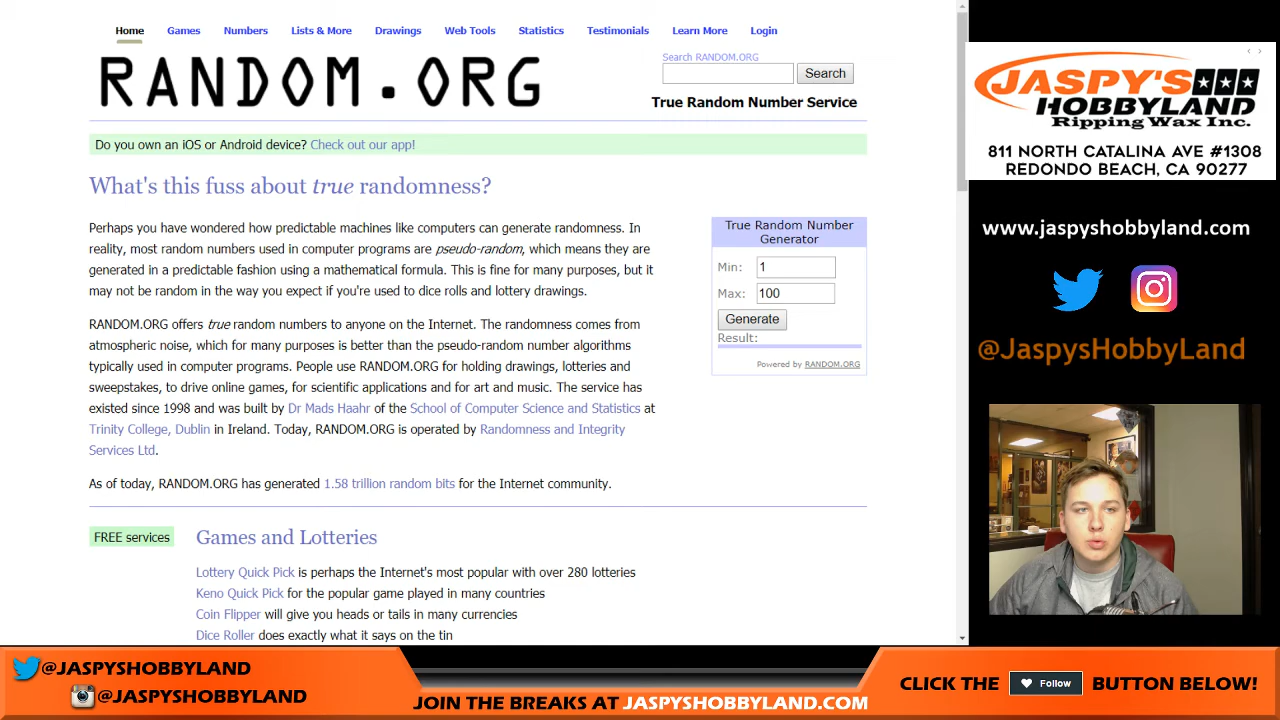 Home Games Numbers Lists & More Drawings Web Tools Statistics Testimonials Learn More Login
RANDOM.ORG
Search RANDOM.ORG
Search
True Random Number Service
Do you own an iOS or Android device? Check out our app!
What's this fuss about true randomness?
Perhaps you have wondered how predictable machines like computers can generate randomness. In
reality, most random numbers used in computer programs are pseudo-random, which means they are
generated in a predictable fashion using a mathematical formula. This is fine for many purposes, but it
may not be random in the way you expect if you're used to dice rolls and lottery drawings.
RANDOM.ORG offers true random numbers to anyone on the Internet. The randomness comes from
atmospheric noise, which for many purposes is better than the pseudo-random number algorithms
typically used in computer programs. People use RANDOM.ORG for holding drawings, lotteries and
sweepstakes, to drive online games, for scientific applications and for art and music. The service has
existed since 1998 and was built by Dr Mads Haahr of the School of Computer Science and Statistics at
Trinity College, Dublin in Ireland. Today, RANDOM.ORG is operated by Randomness and Integrity
Services Ltd.
As of today, RANDOM.ORG has generated 1.58 trillion random bits for the Internet community.
True Random Number
Generator
Min: 1
Max: 100
Generate
Result:
Powered by RANDOM.ORG
FREE services
Games and Lotteries
Lottery Quick Pick is perhaps the Internet's most popular with over 280 lotteries
Keno Quick Pick for the popular game played in many countries
Coin Flipper will give you heads or tails in many currencies
Dice Roller does exactly what it says on the tin
JASPY'S
HOBBYLAND
Ripping Wax Inc.
811 NORTH CATALINA AVE #1308
REDONDO BEACH, CA 90277
www.jaspyshobbyland.com
@JaspysHobbyLand
@JASPYSHOBBYLAND
@JASPYSHOBBYLAND
JOIN THE BREAKS AT JASPYSHOBBYLAND.COM
CLICK THE Follow BUTTON BELOW!